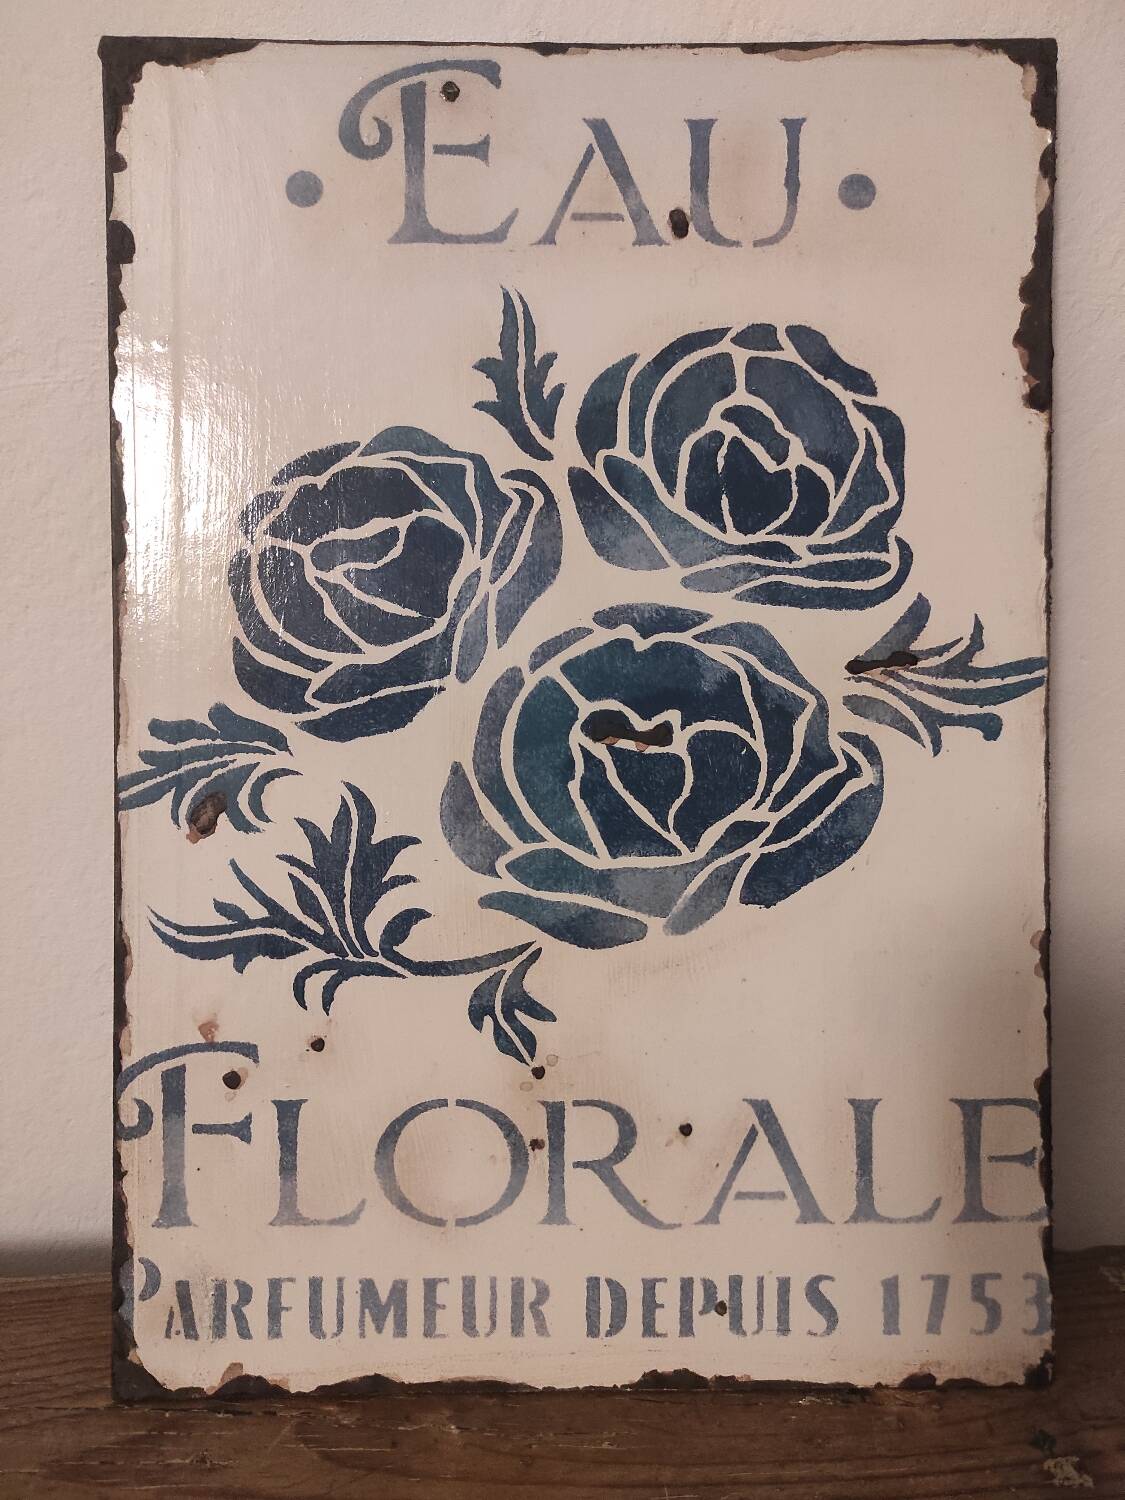 • EAU •
FLORALE
PARFUMEUR DEPUIS 1753